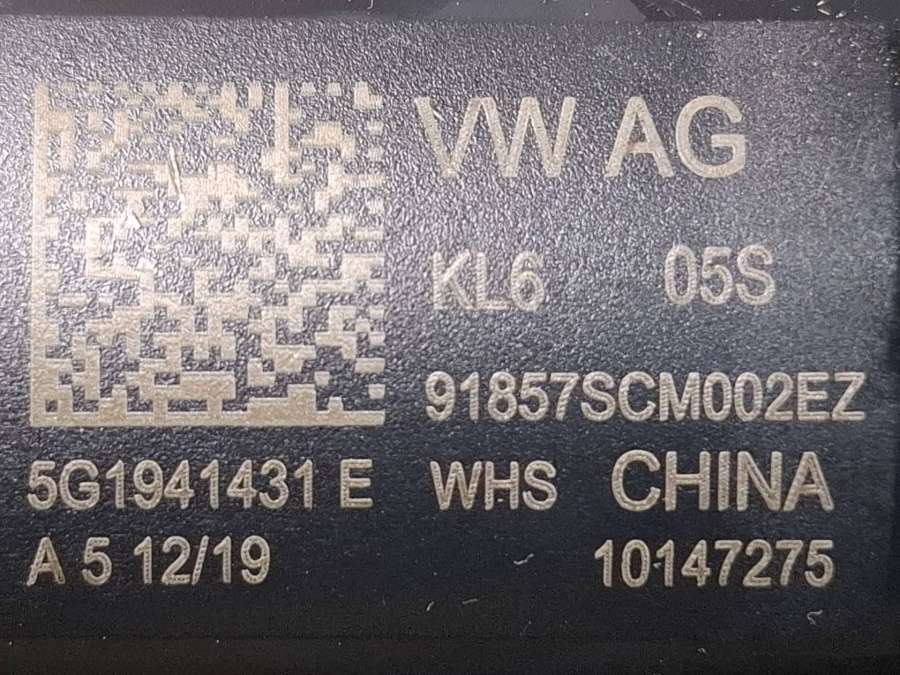 VW AG
KL6 05S
91857SCM002EZ
5G1941431 E WHS CHINA
A 5 12/19 10147275